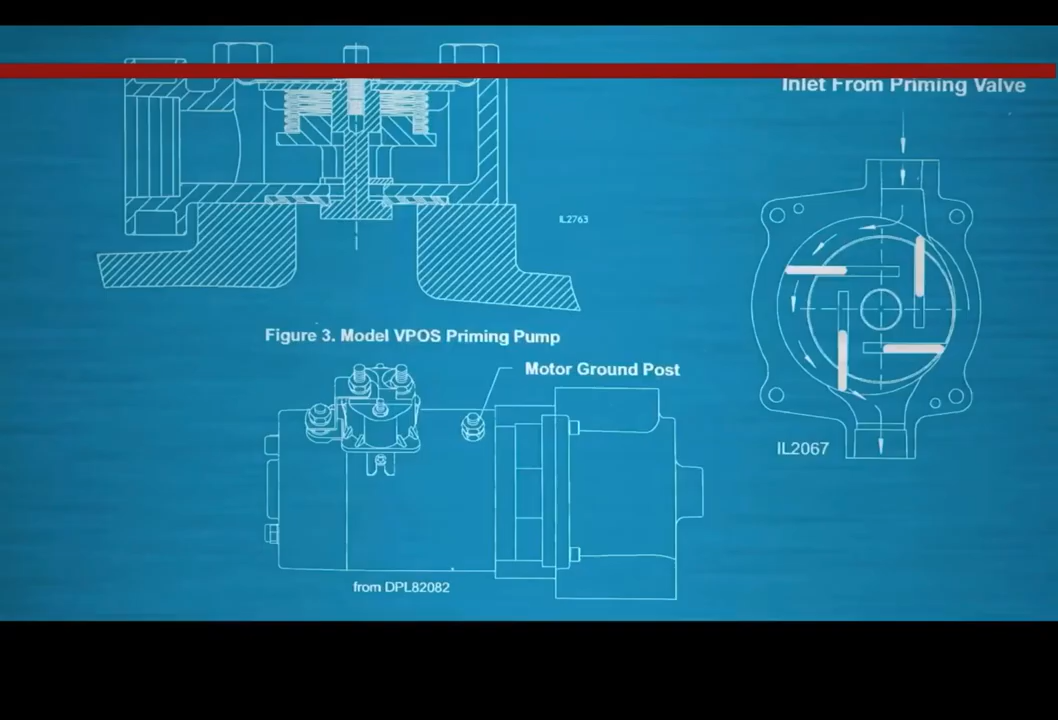 Inlet From Priming Valve
IL2763
Figure 3. Model VPOS Priming Pump
Motor Ground Post
IL2067
from DPL82082